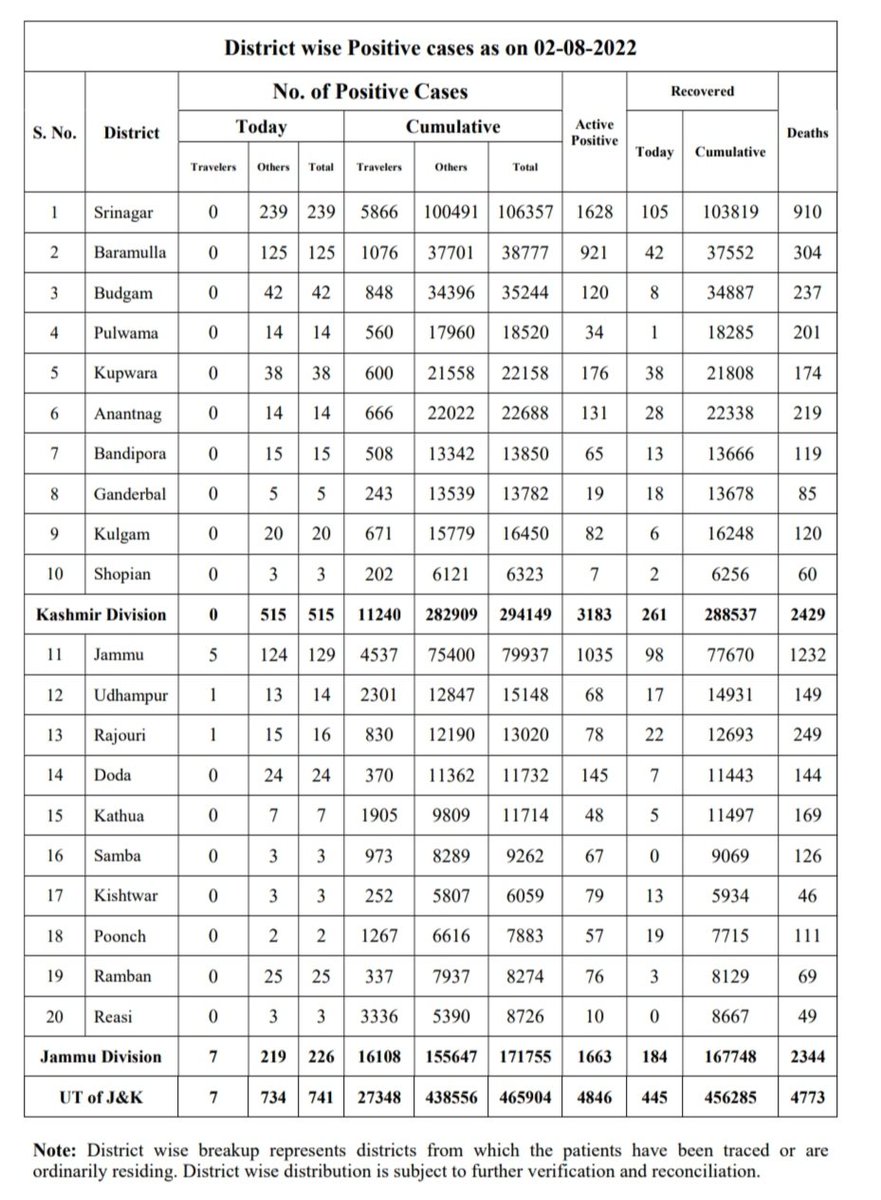 District wise Positive cases as on 02-08-2022
S. No. District No. of Positive Cases Active Positive Recovered Deaths
Today Cumulative Today Cumulative
Travelers Others Total Travelers Others Total
1 Srinagar 0 239 239 5866 100491 106357 1628 105 103819 910
2 Baramulla 0 125 125 1076 37701 38777 921 42 37552 304
3 Budgam 0 42 42 848 34396 35244 120 8 34887 237
4 Pulwama 0 14 14 560 17960 18520 34 1 18285 201
5 Kupwara 0 38 38 600 21558 22158 176 38 21808 174
6 Anantnag 0 14 14 666 22022 22688 131 28 22338 219
7 Bandipora 0 15 15 508 13342 13850 65 13 13666 119
8 Ganderbal 0 5 5 243 13539 13782 19 18 13678 85
9 Kulgam 0 20 20 671 15779 16450 82 6 16248 120
10 Shopian 0 3 3 202 6121 6323 7 2 6256 60
Kashmir Division 0 515 515 11240 282909 294149 3183 261 288537 2429
11 Jammu 5 124 129 4537 75400 79937 1035 98 77670 1232
12 Udhampur 1 13 14 2301 12847 15148 68 17 14931 149
13 Rajouri 1 15 16 830 12190 13020 78 22 12693 249
14 Doda 0 24 24 370 11362 11732 145 7 11443 144
15 Kathua 0 7 7 1905 9809 11714 48 5 11497 169
16 Samba 0 3 3 973 8289 9262 67 0 9069 126
17 Kishtwar 0 3 3 252 5807 6059 79 13 5934 46
18 Poonch 0 2 2 1267 6616 7883 57 19 7715 111
19 Ramban 0 25 25 337 7937 8274 76 3 8129 69
20 Reasi 0 3 3 3336 5390 8726 10 0 8667 49
Jammu Division 7 219 226 16108 155647 171755 1663 184 167748 2344
UT of J&K 7 734 741 27348 438556 465904 4846 445 456285 4773
Note: District wise breakup represents districts from which the patients have been traced or are
ordinarily residing. District wise distribution is subject to further verification and reconciliation.